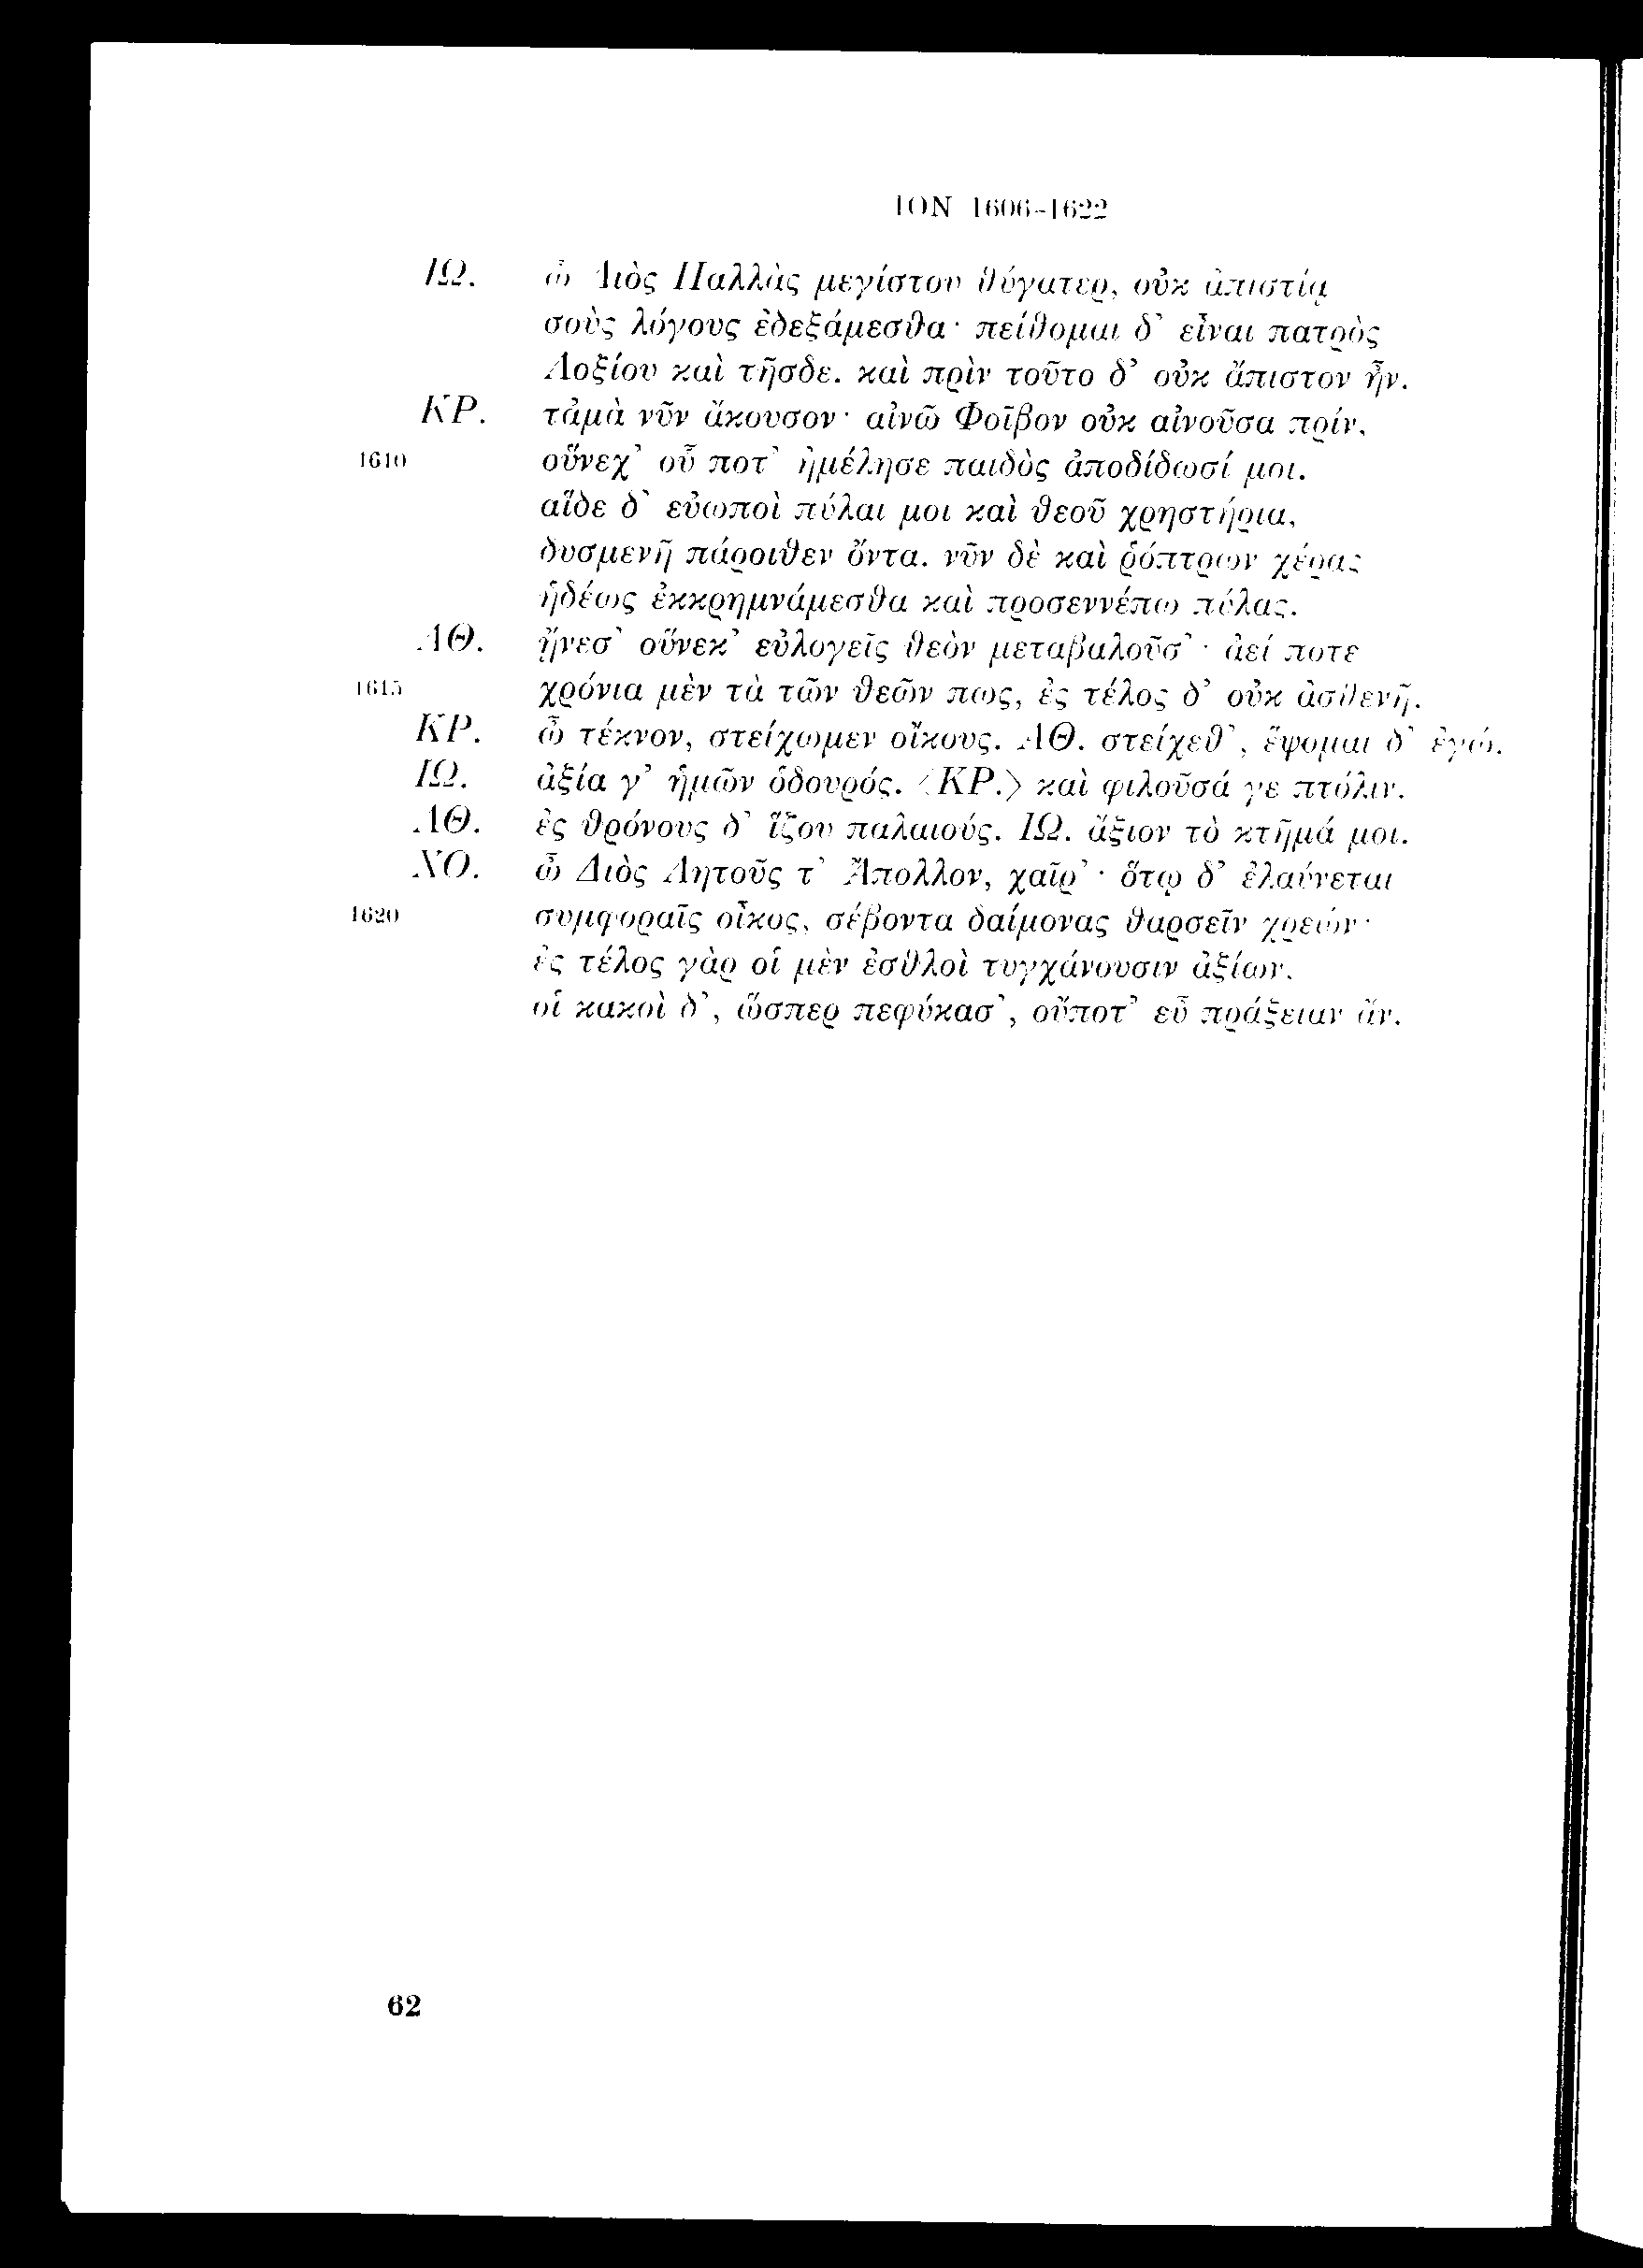 ION 1606-1622
ΙΩ. ὦ Διὸς Παλλὰς μεγίστου θύγατερ, οὐκ ἀπιστίᾳ
σοὺς λόγους ἐδεξάμεσθα· πείθομαι δ' εἶναι πατρὸς
Λοξίου καὶ τῆσδε. καὶ πρὶν τοῦτο δ' οὐκ ἄπιστον ἦν.
ΚΡ. τἀμὰ νῦν ἄκουσον· αἰνῶ Φοῖβον οὐκ αἰνοῦσα πρίν,
1610 οὕνεχ' οὗ ποτ' ἠμέλησε παιδὸς ἀποδίδωσί μοι.
αἵδε δ' εὐωποὶ πύλαι μοι καὶ θεοῦ χρηστήρια,
δυσμενῆ πάροιθεν ὄντα. νῦν δὲ καὶ ῥόπτρων χέρας
ἡδέως ἐκκρημνάμεσθα καὶ προσεννέπω πύλας.
ΑΘ. ᾔνεσ' οὕνεκ' εὐλογεῖς θεὸν μεταβαλοῦσ'· ἀεί ποτε
1615 χρόνια μὲν τὰ τῶν θεῶν πως, ἐς τέλος δ' οὐκ ἀσθενῆ.
ΚΡ. ὦ τέκνον, στείχωμεν οἴκους. ΑΘ. στείχεθ', ἕψομαι δ' ἐγώ.
ΙΩ. ἀξία γ' ἡμῶν ὁδουρός. ⟨ΚΡ.⟩ καὶ φιλοῦσά γε πτόλιν.
ΑΘ. ἐς θρόνους δ' ἵζου παλαιούς. ΙΩ. ἄξιον τὸ κτῆμά μοι.
ΧΟ. ὦ Διὸς Λητοῦς τ' Ἄπολλον, χαῖρ'· ὅτῳ δ' ἐλαύνεται
1620 συμφοραῖς οἶκος, σέβοντα δαίμονας θαρσεῖν χρεών·
ἐς τέλος γὰρ οἱ μὲν ἐσθλοὶ τυγχάνουσιν ἀξίων,
οἱ κακοὶ δ', ὥσπερ πεφύκασ', οὔποτ' εὖ πράξειαν ἄν.
62